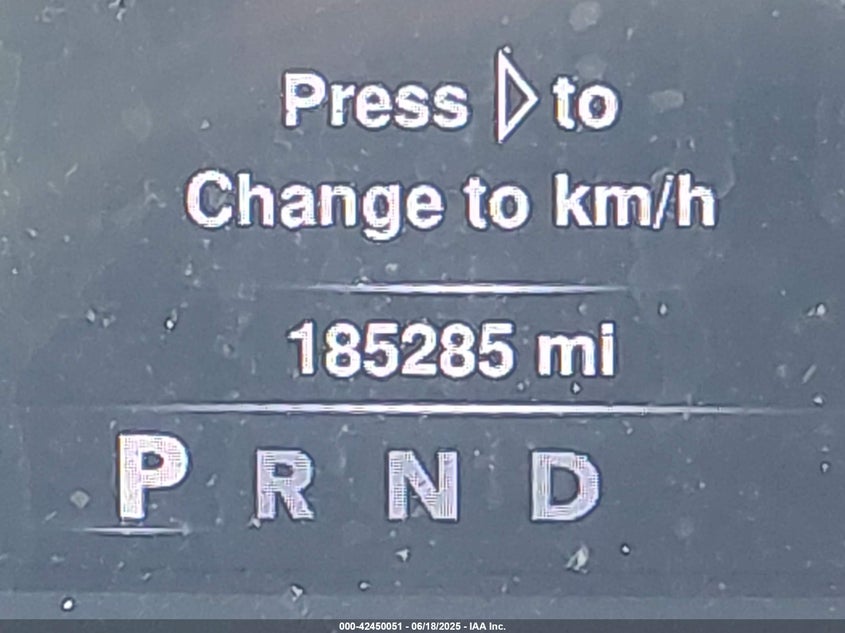 Press ▷ to
Change to km/h
185285 mi
P R N D
000-42450051 - 06/18/2025 - IAA Inc.